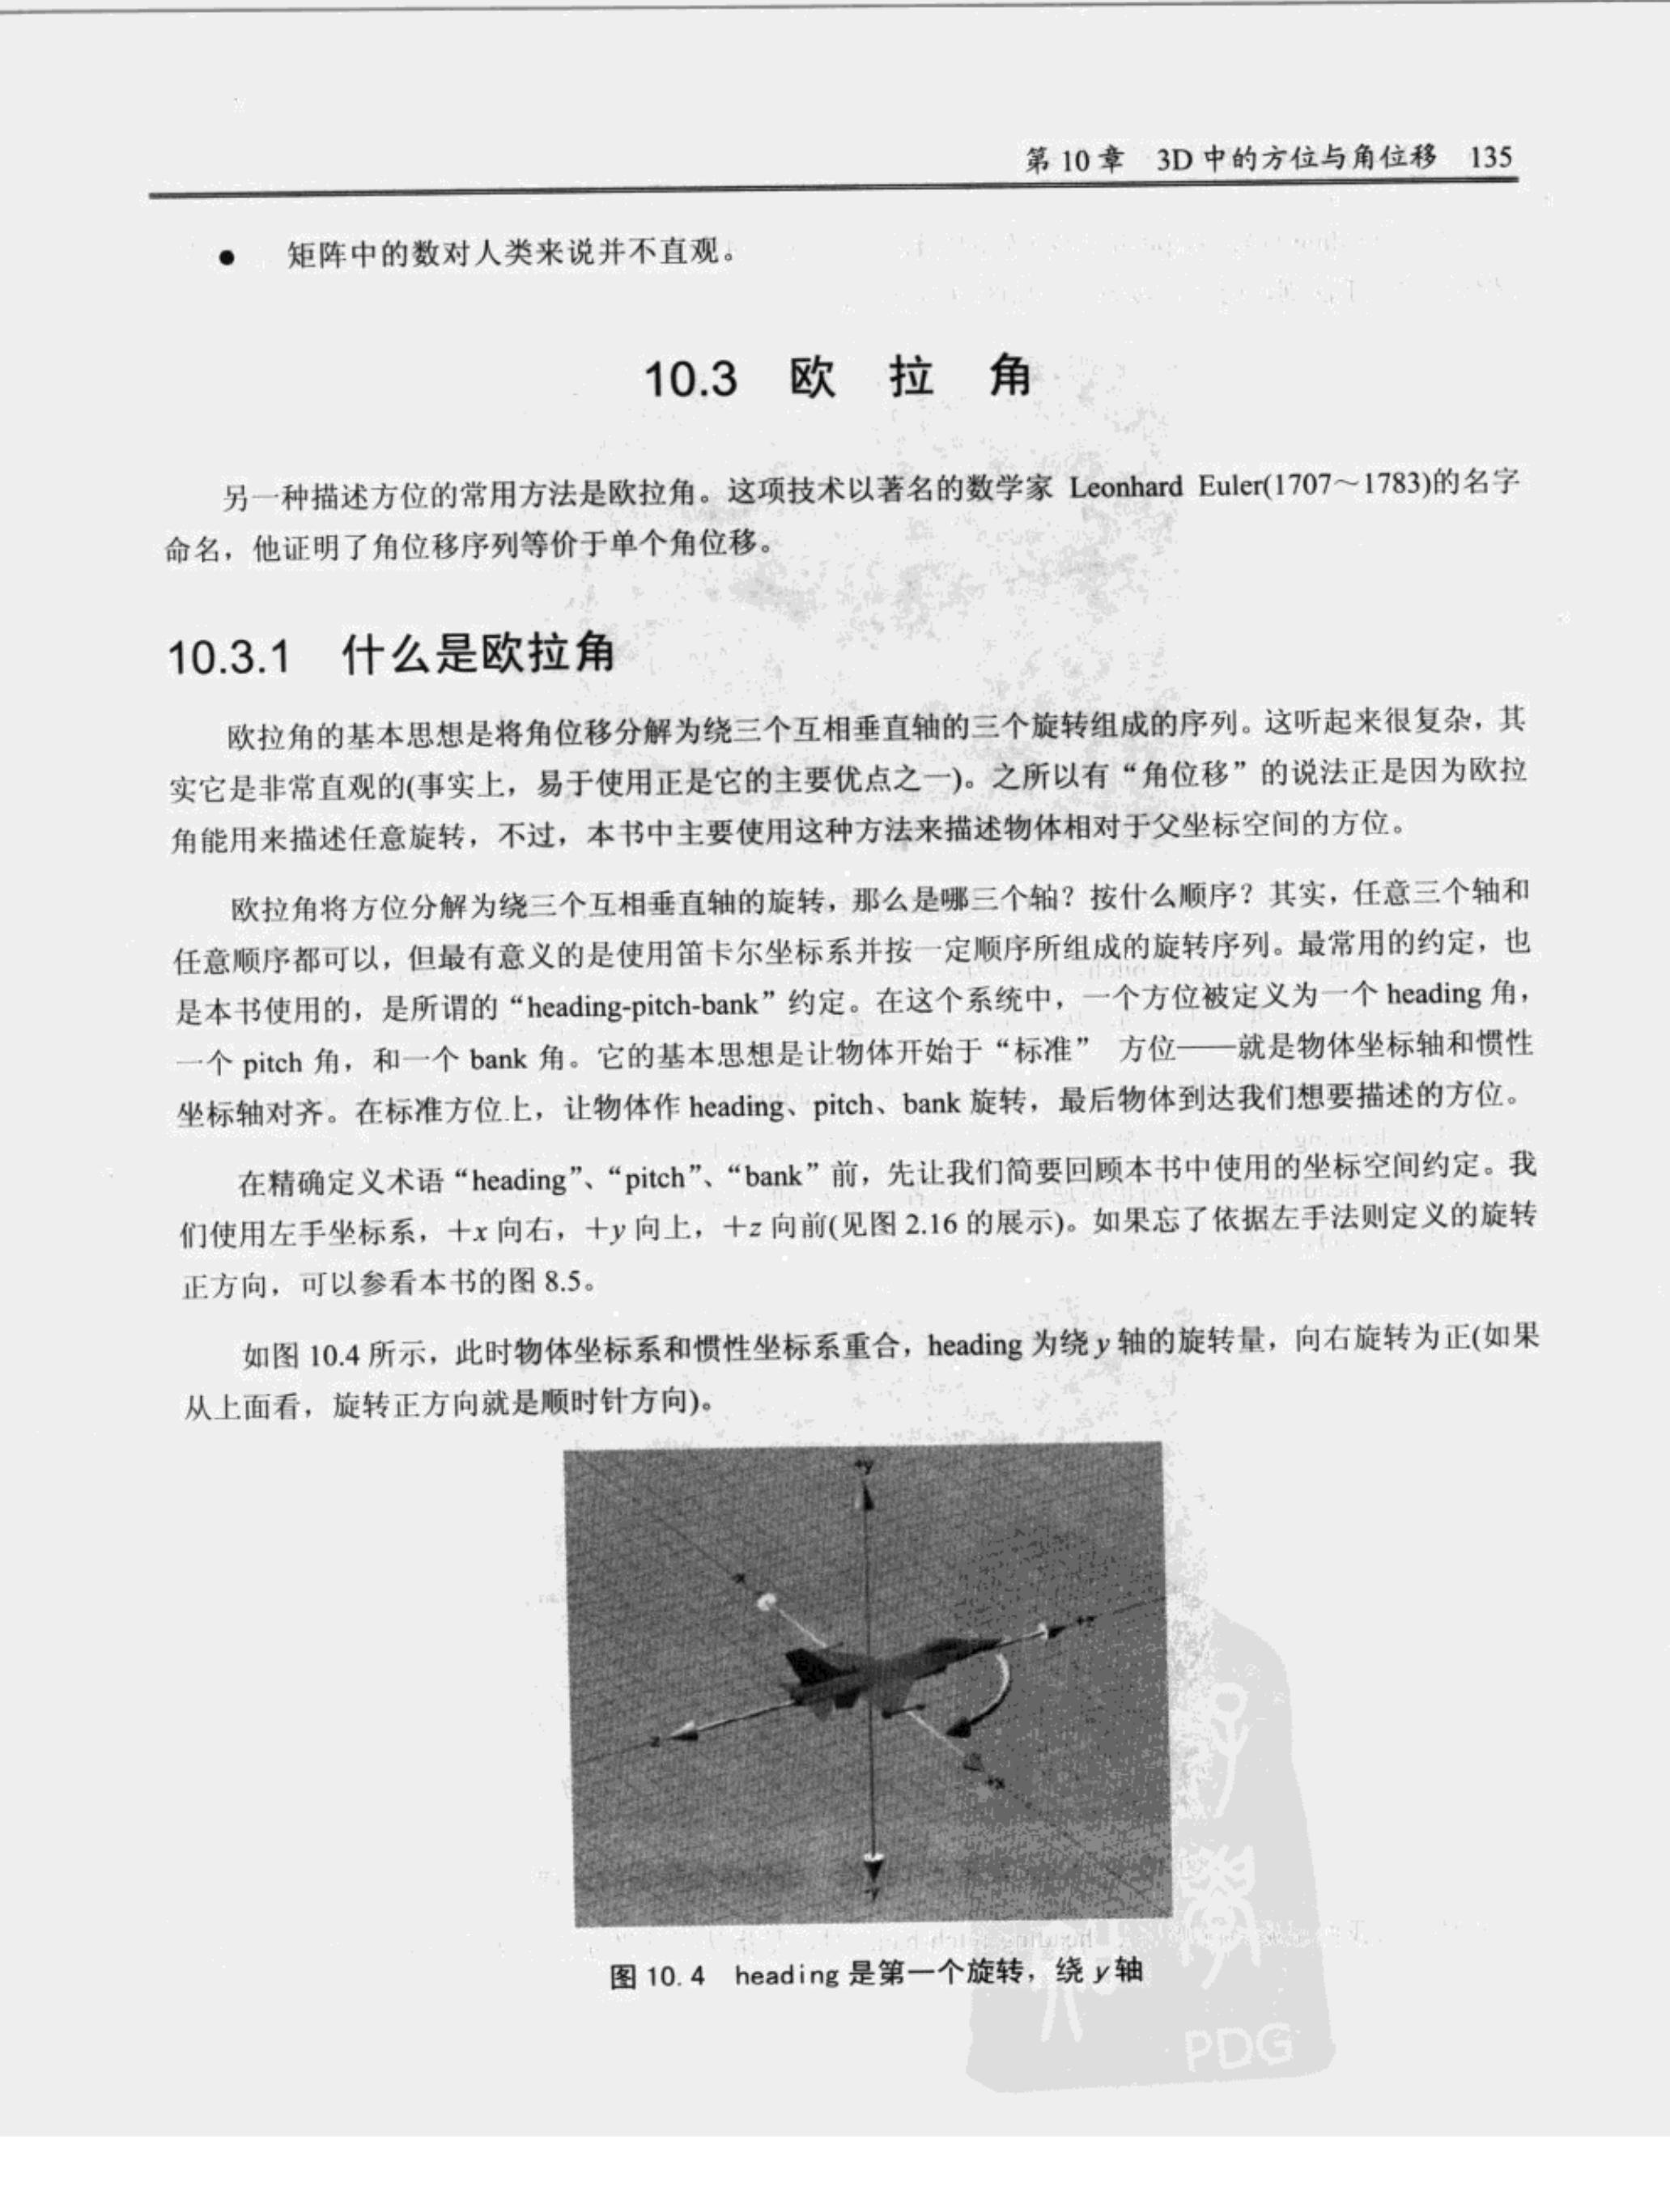 第 10 章 3D 中的方位与角位移 135
● 矩阵中的数对人类来说并不直观。
10.3 欧 拉 角
另一种描述方位的常用方法是欧拉角。这项技术以著名的数学家 Leonhard Euler(1707～1783)的名字
命名，他证明了角位移序列等价于单个角位移。
10.3.1 什么是欧拉角
欧拉角的基本思想是将角位移分解为绕三个互相垂直轴的三个旋转组成的序列。这听起来很复杂，其
实它是非常直观的(事实上，易于使用正是它的主要优点之一)。之所以有“角位移”的说法正是因为欧拉
角能用来描述任意旋转，不过，本书中主要使用这种方法来描述物体相对于父坐标空间的方位。
欧拉角将方位分解为绕三个互相垂直轴的旋转，那么是哪三个轴？按什么顺序？其实，任意三个轴和
任意顺序都可以，但最有意义的是使用笛卡尔坐标系并按一定顺序所组成的旋转序列。最常用的约定，也
是本书使用的，是所谓的“heading-pitch-bank”约定。在这个系统中，一个方位被定义为一个 heading 角，
一个 pitch 角，和一个 bank 角。它的基本思想是让物体开始于“标准” 方位——就是物体坐标轴和惯性
坐标轴对齐。在标准方位上，让物体作 heading、pitch、bank 旋转，最后物体到达我们想要描述的方位。
在精确定义术语“heading”、“pitch”、“bank”前，先让我们简要回顾本书中使用的坐标空间约定。我
们使用左手坐标系，＋x 向右，＋y 向上，＋z 向前(见图 2.16 的展示)。如果忘了依据左手法则定义的旋转
正方向，可以参看本书的图 8.5。
如图 10.4 所示，此时物体坐标系和惯性坐标系重合，heading 为绕 y 轴的旋转量，向右旋转为正(如果
从上面看，旋转正方向就是顺时针方向)。
+y
-x
+z
-z
+x
-y
图 10.4 heading 是第一个旋转，绕 y 轴
PDG